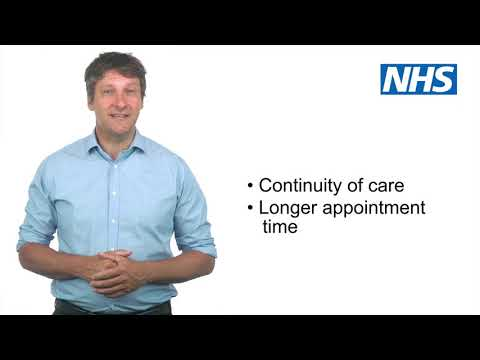 NHS
• Continuity of care
• Longer appointment
time